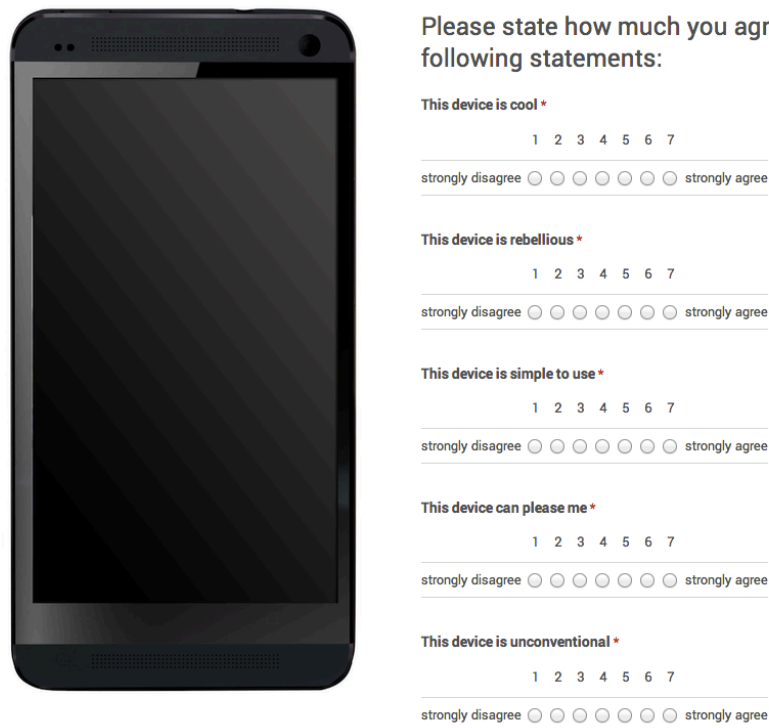 Please state how much you agr
following statements:
This device is cool *
1 2 3 4 5 6 7
strongly disagree strongly agree
This device is rebellious *
1 2 3 4 5 6 7
strongly disagree strongly agree
This device is simple to use *
1 2 3 4 5 6 7
strongly disagree strongly agree
This device can please me *
1 2 3 4 5 6 7
strongly disagree strongly agree
This device is unconventional *
1 2 3 4 5 6 7
strongly disagree strongly agree